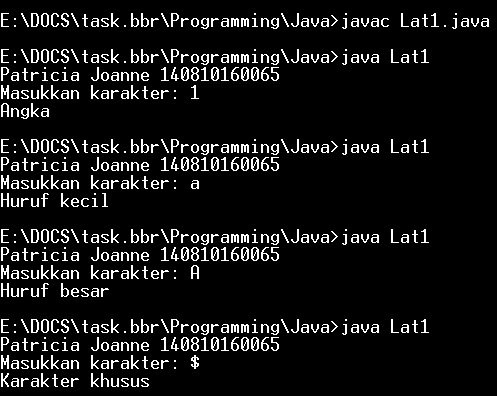 E:\DOCS\task.bbr\Programming\Java>javac Lat1.java
E:\DOCS\task.bbr\Programming\Java>java Lat1
Patricia Joanne 140810160065
Masukkan karakter: 1
Angka
E:\DOCS\task.bbr\Programming\Java>java Lat1
Patricia Joanne 140810160065
Masukkan karakter: a
Huruf kecil
E:\DOCS\task.bbr\Programming\Java>java Lat1
Patricia Joanne 140810160065
Masukkan karakter: A
Huruf besar
E:\DOCS\task.bbr\Programming\Java>java Lat1
Patricia Joanne 140810160065
Masukkan karakter: $
Karakter khusus